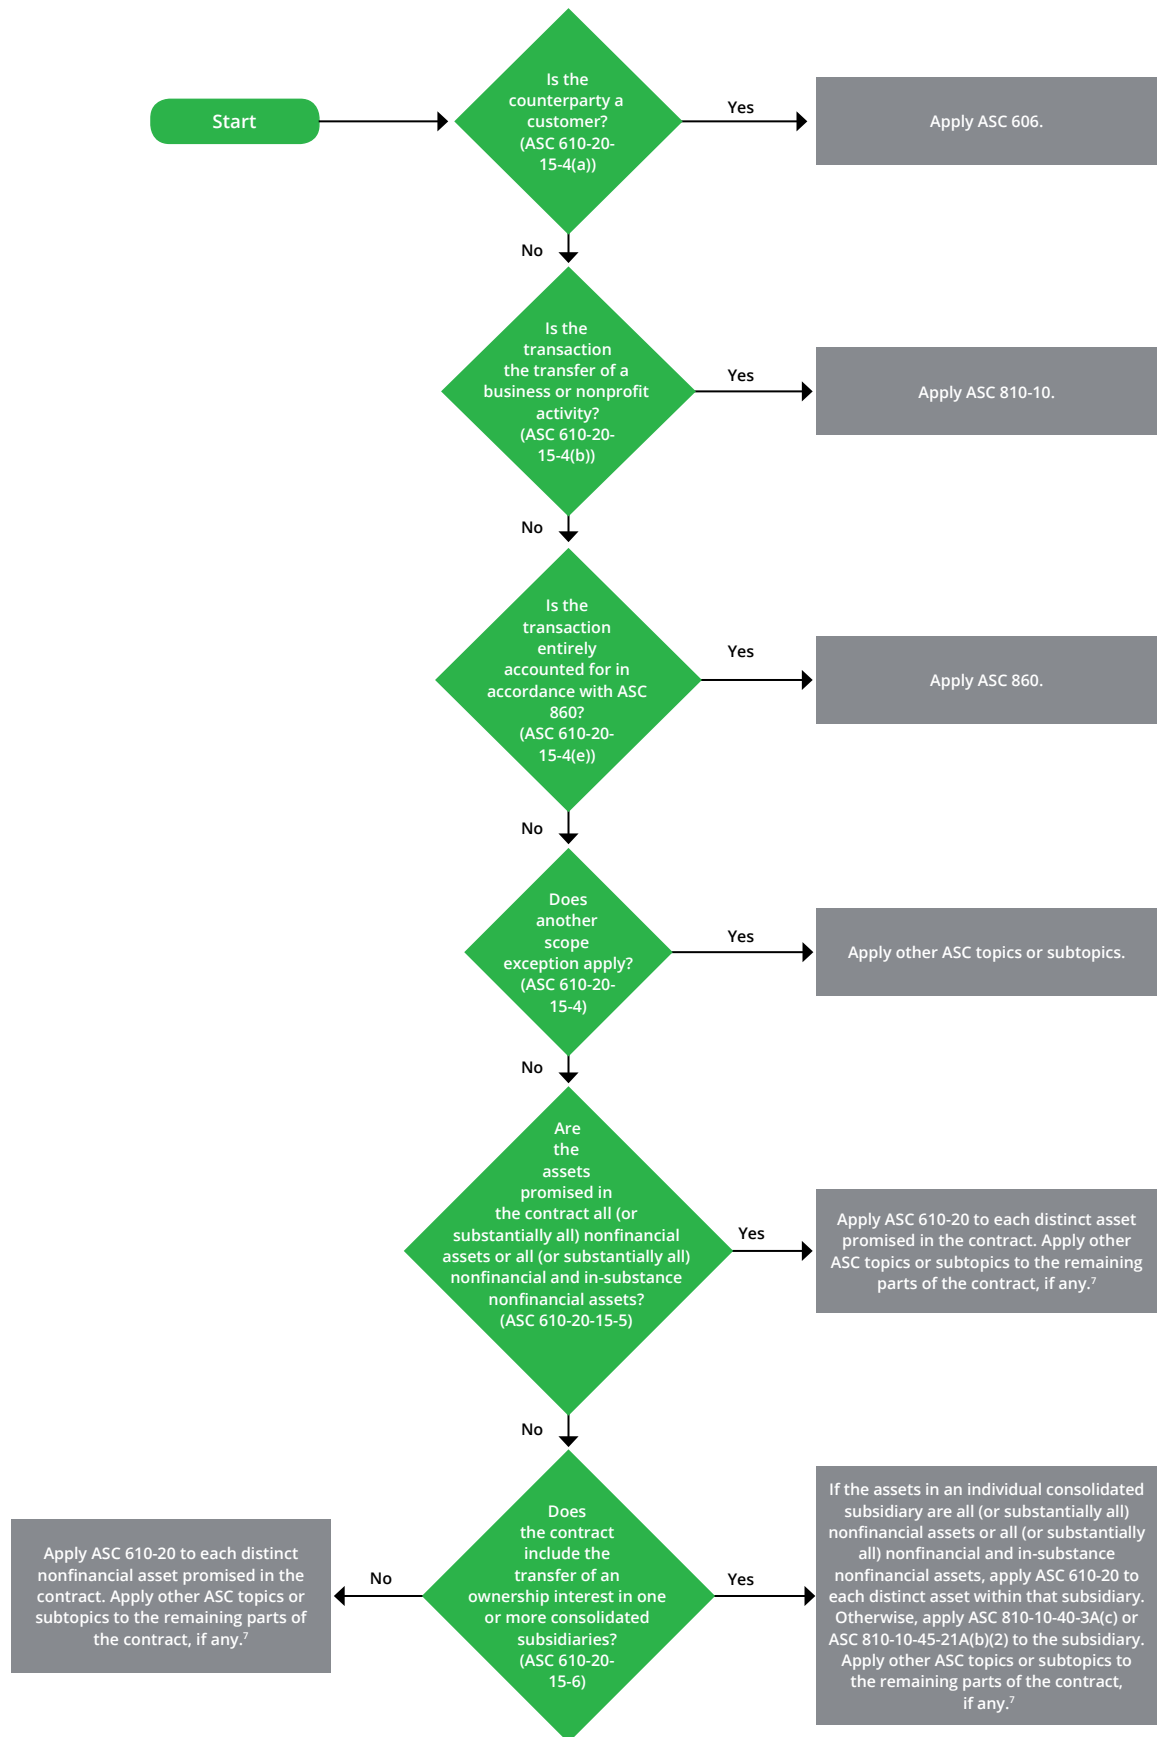 Start
Is the
counterparty a
customer?
(ASC 610-20-
15-4(a))
Yes
Apply ASC 606.
No
Is the
transaction
the transfer of a
business or nonprofit
activity?
(ASC 610-20-
15-4(b))
Yes
Apply ASC 810-10.
No
Is the
transaction
entirely
accounted for in
accordance with ASC
860?
(ASC 610-20-
15-4(e))
Yes
Apply ASC 860.
No
Does
another
scope
exception apply?
(ASC 610-20-
15-4)
Yes
Apply other ASC topics or subtopics.
No
Are
the
assets
promised in
the contract all (or
substantially all) nonfinancial
assets or all (or substantially all)
nonfinancial and in-substance
nonfinancial assets?
(ASC 610-20-15-5)
Yes
Apply ASC 610-20 to each distinct asset
promised in the contract. Apply other
ASC topics or subtopics to the remaining
parts of the contract, if any.⁷
No
Does
the contract
include the
transfer of an
ownership interest in one
or more consolidated
subsidiaries?
(ASC 610-20-
15-6)
No
Apply ASC 610-20 to each distinct
nonfinancial asset promised in the
contract. Apply other ASC topics or
subtopics to the remaining parts of
the contract, if any.⁷
Yes
If the assets in an individual consolidated
subsidiary are all (or substantially all)
nonfinancial assets or all (or substantially
all) nonfinancial and in-substance
nonfinancial assets, apply ASC 610-20 to
each distinct asset within that subsidiary.
Otherwise, apply ASC 810-10-40-3A(c) or
ASC 810-10-45-21A(b)(2) to the subsidiary.
Apply other ASC topics or subtopics to
the remaining parts of the contract,
if any.⁷